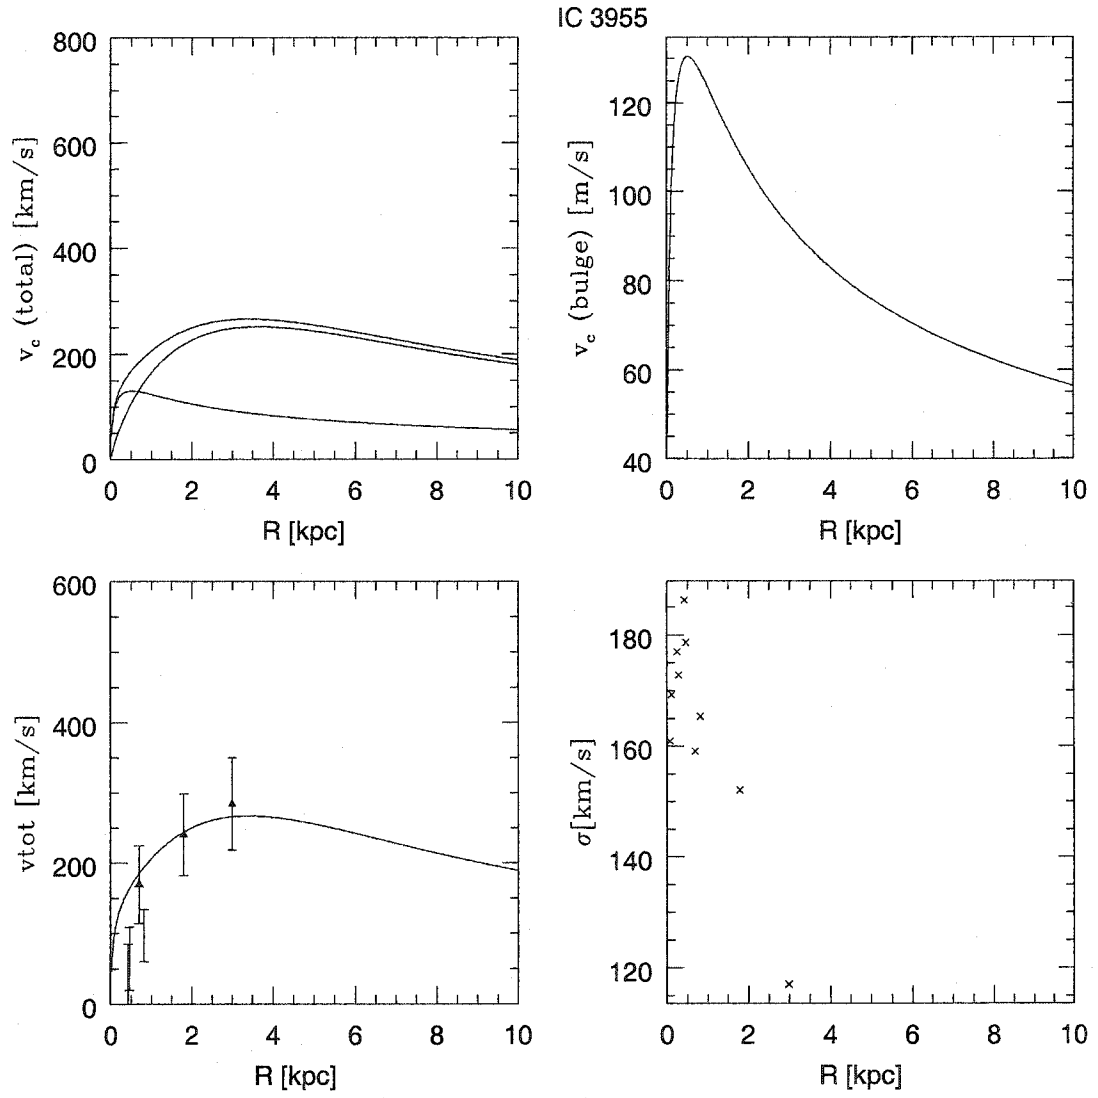 IC 3955
800
600
400
200
0
v_c (total) [km/s]
0 2 4 6 8 10
R [kpc]
120
100
80
60
40
v_c (bulge) [m/s]
0 2 4 6 8 10
R [kpc]
600
400
200
0
vtot [km/s]
0 2 4 6 8 10
R [kpc]
180
160
140
120
σ[km/s]
0 2 4 6 8 10
R [kpc]